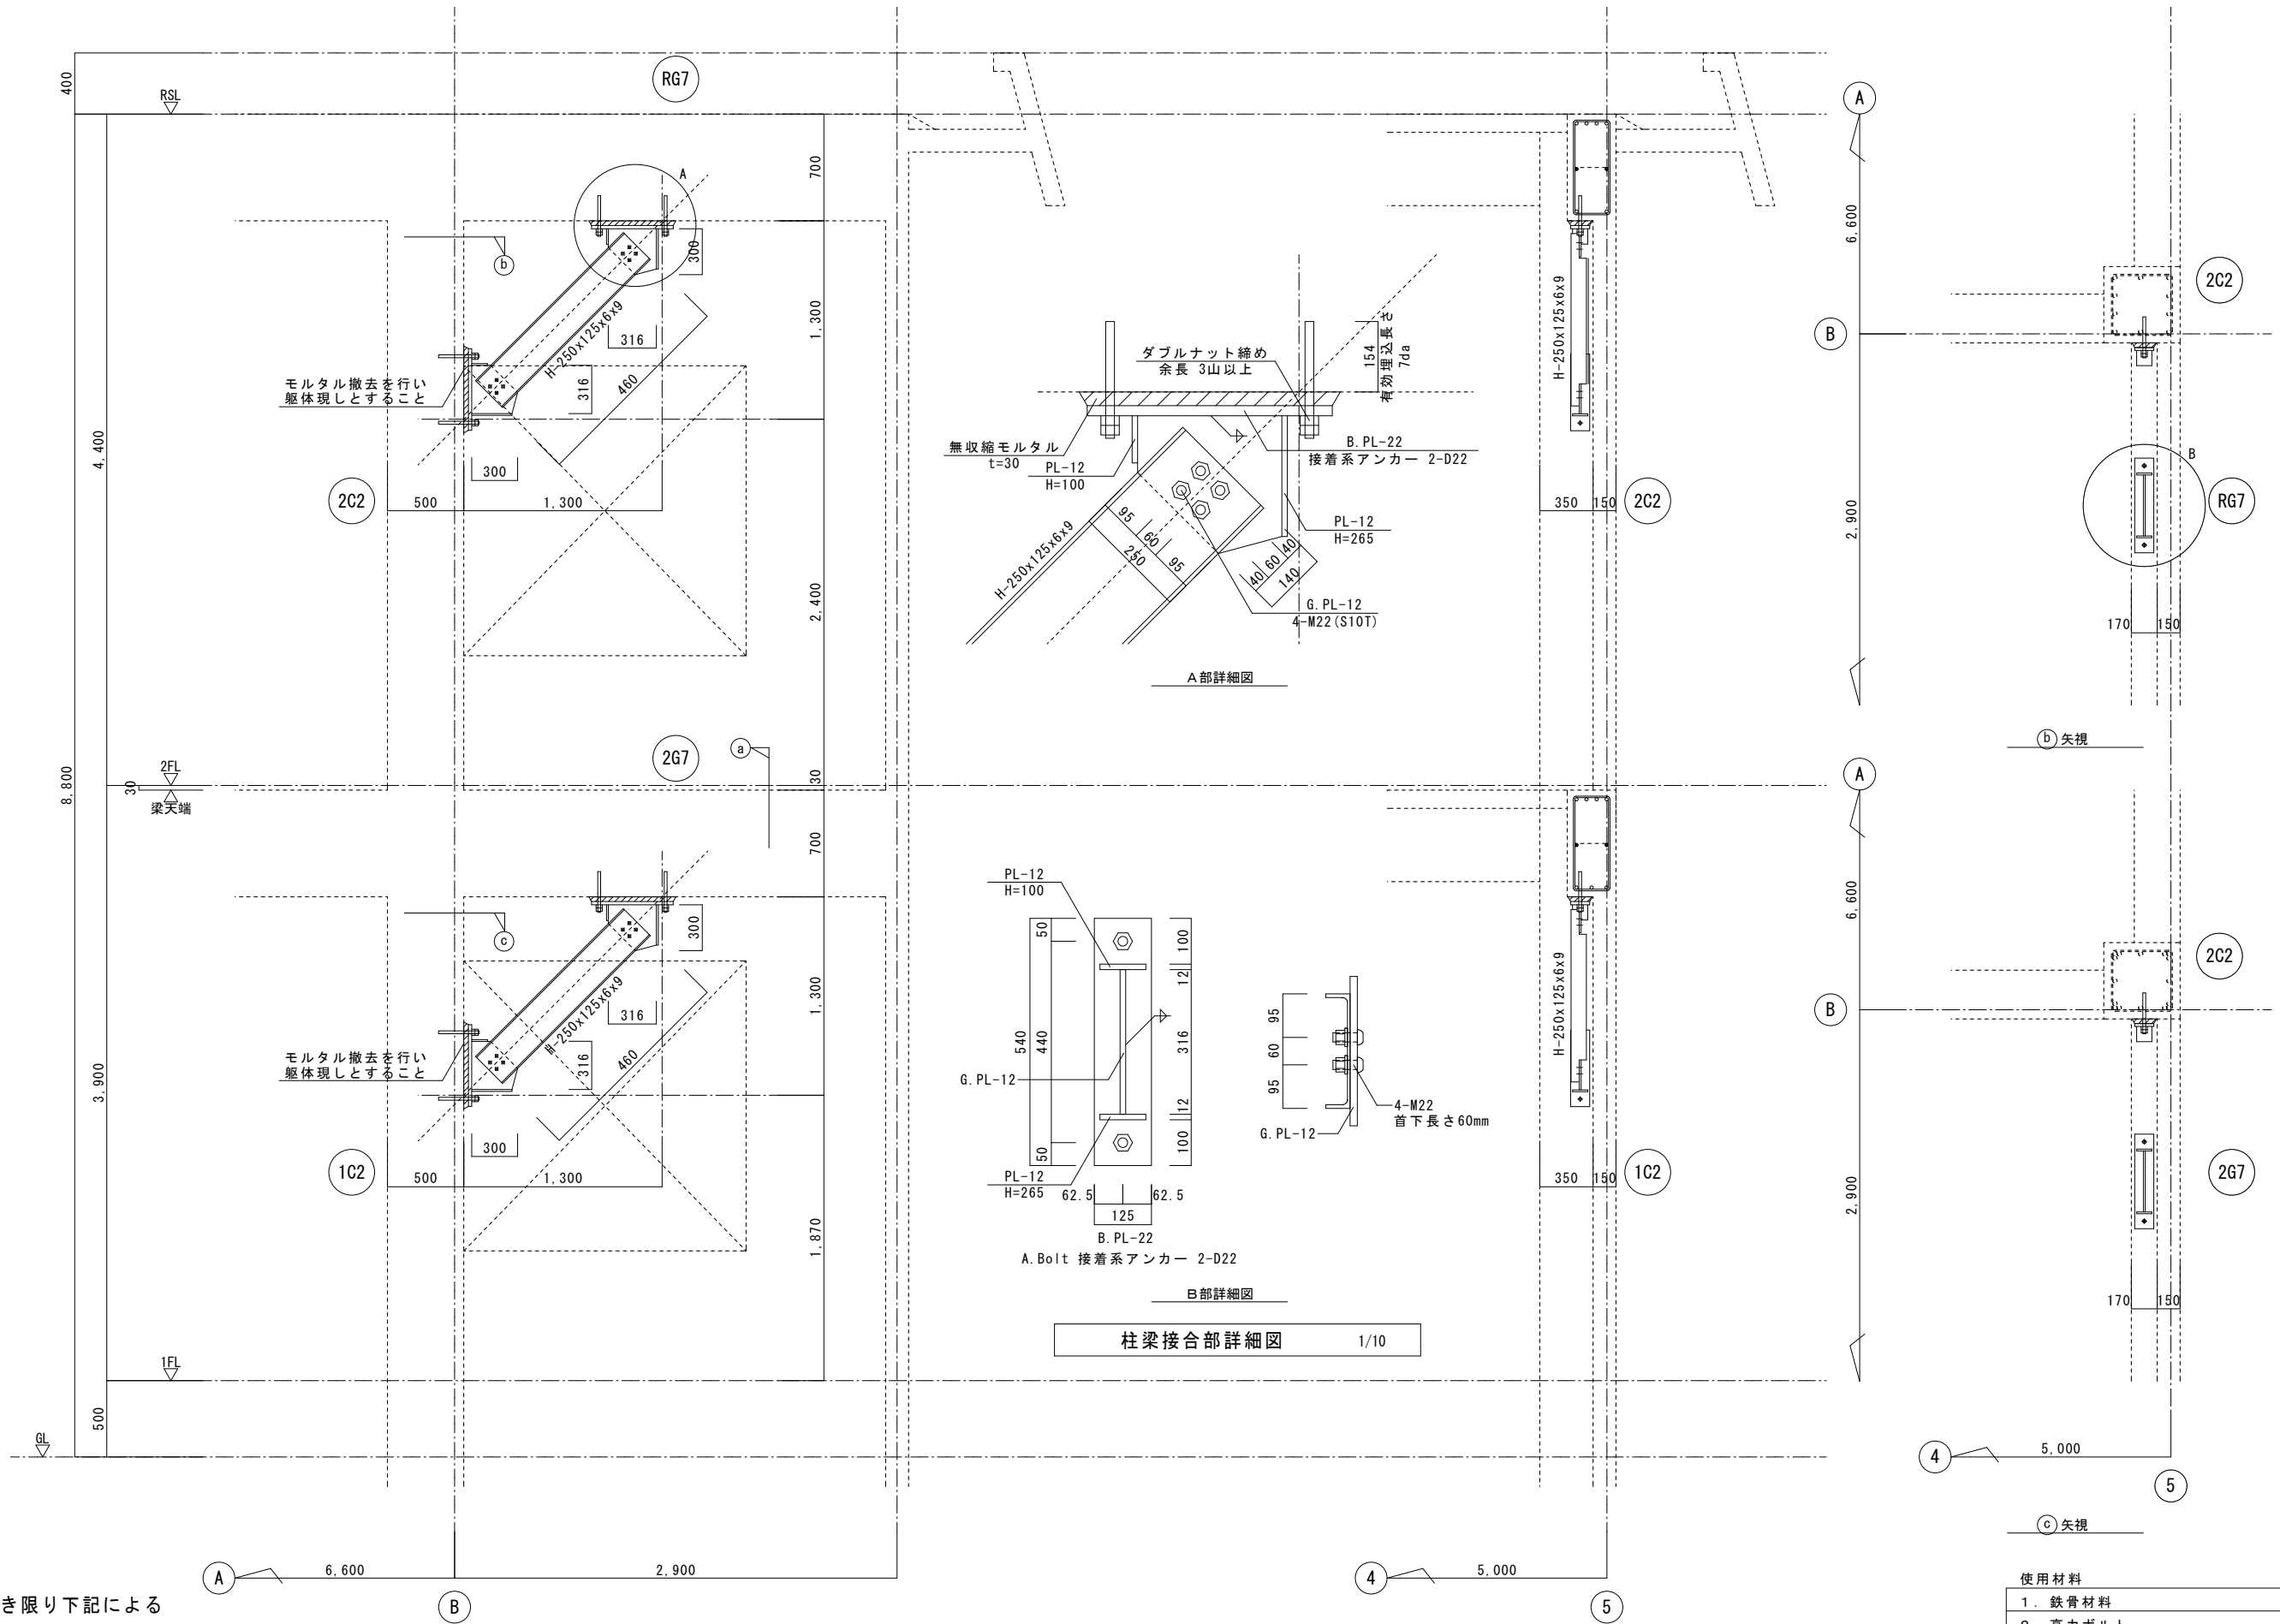 400
RSL
RG7
A
700
300
b
H-250x125x6x9
316
1,300
モルタル撤去を行い
躯体現しとすること
316
460
4,400
300
2C2
500
1,300
2,400
8,800
2FL
30
梁天端
2G7
a
30
700
300
c
H-250x125x6x9
316
1,300
モルタル撤去を行い
躯体現しとすること
316
460
3,900
300
1C2
500
1,300
1,870
1FL
500
GL
A
6,600
2,900
B
き限り下記による
ダブルナット締め
余長 3山以上
154
有効埋込長さ
7da
無収縮モルタル
t=30
PL-12
H=100
B.PL-22
接着系アンカー 2-D22
PL-12
H=265
H-250x125x6x9
95
60
95
250
40
60
40
140
G.PL-12
4-M22(S10T)
A部詳細図
PL-12
H=100
50
540
440
50
100
12
316
12
100
G.PL-12
PL-12
H=265
62.5
62.5
125
B.PL-22
A.Bolt 接着系アンカー 2-D22
95
60
95
4-M22
首下長さ60mm
G.PL-12
B部詳細図
柱梁接合部詳細図 1/10
H-250x125x6x9
350
150
2C2
H-250x125x6x9
350
150
1C2
4
5,000
5
A
6,600
2C2
B
B
RG7
2,900
170
150
b 矢視
A
6,600
2C2
B
2,900
2G7
170
150
4
5,000
5
c 矢視
使用材料
1. 鉄骨材料
2. 高力ボルト